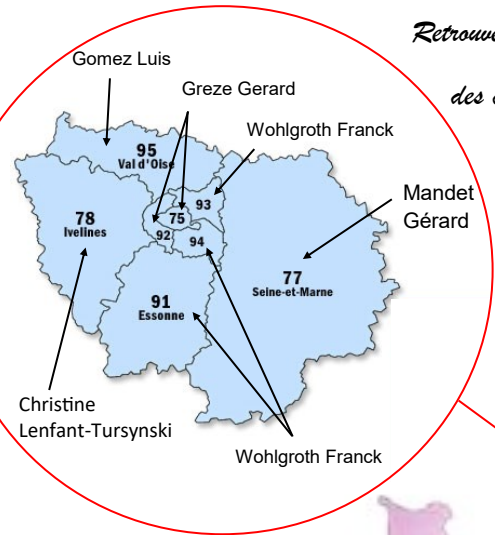 Retrouve
Gomez Luis
Greze Gerard
des
Wohlgroth Franck
95
Val d'Oise
93
Mandet
Gérard
75
78
Ivelines
92
94
77
Seine-et-Marne
91
Essonne
Christine
Lenfant-Tursynski
Wohlgroth Franck